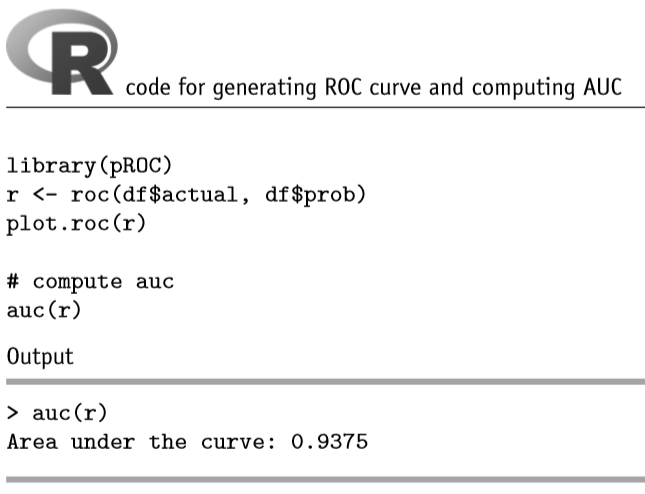 R
code for generating ROC curve and computing AUC
library(pROC)
r <- roc(df$actual, df$prob)
plot.roc(r)
# compute auc
auc(r)
Output
> auc(r)
Area under the curve: 0.9375